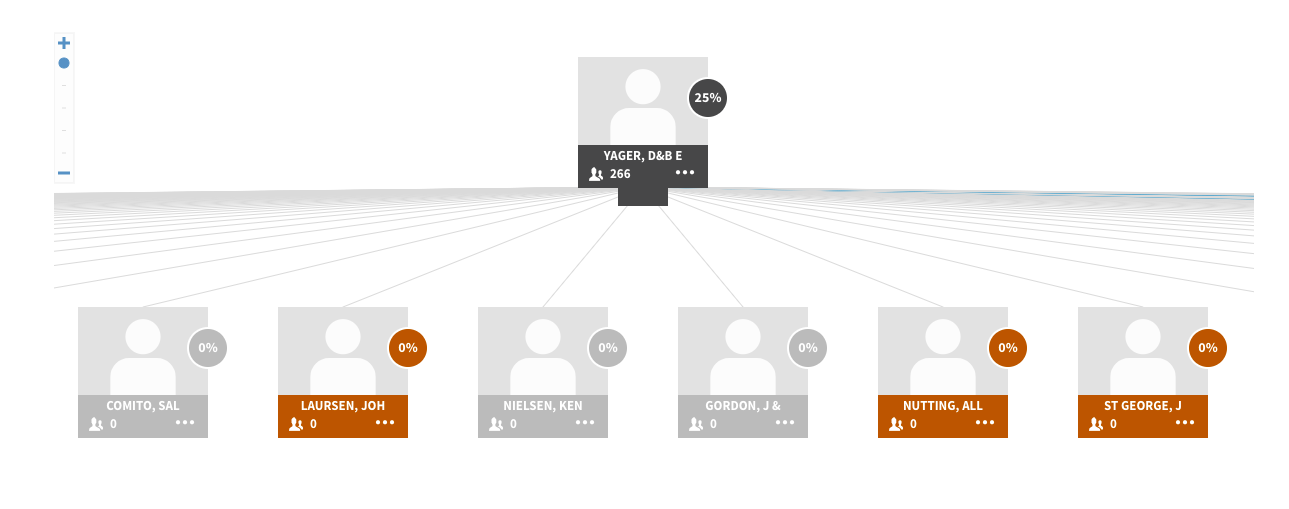 25%
YAGER, D&B E
266
0%
0%
0%
0%
0%
0%
COMITO, SAL
LAURSEN, JOH
NIELSEN, KEN
GORDON, J &
NUTTING, ALL
ST GEORGE, J
0
0
0
0
0
0